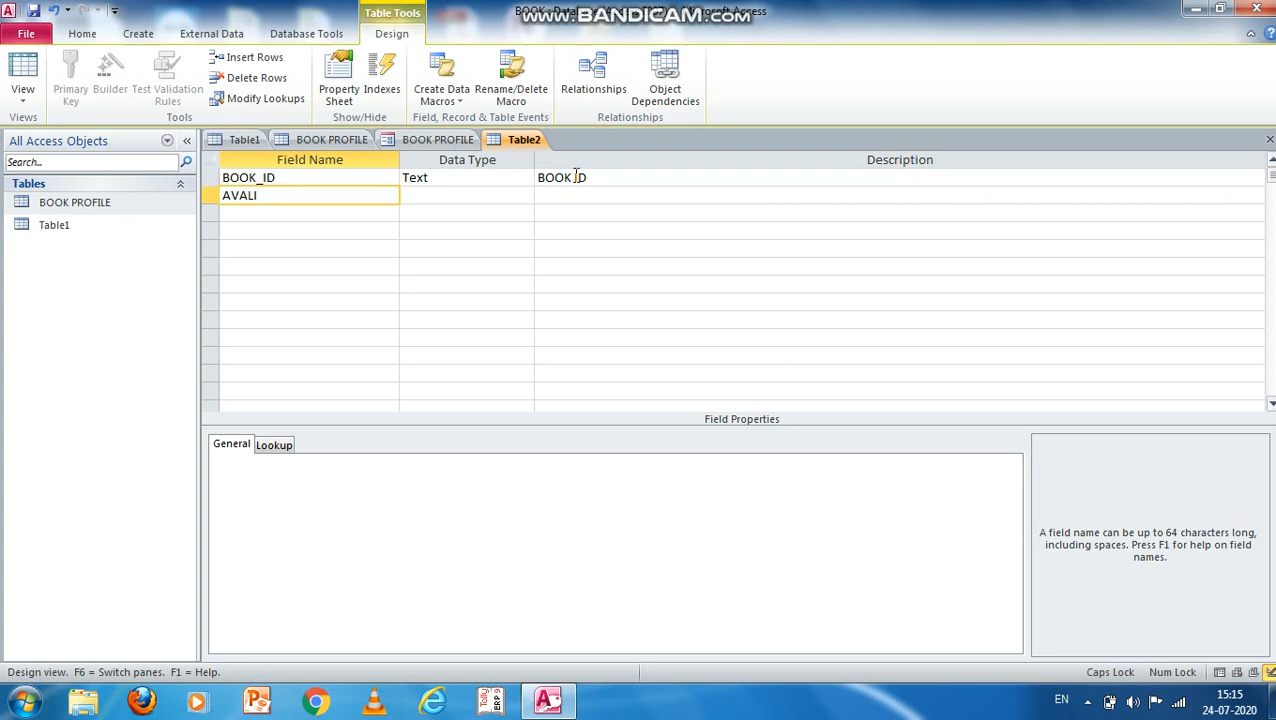 BOOK : Database
Microsoft Access
www.BANDICAM.com
Table Tools
File
Home
Create
External Data
Database Tools
Design
View
Primary Key
Builder
Test Validation Rules
Insert Rows
Delete Rows
Modify Lookups
Property Sheet
Indexes
Create Data Macros
Rename/Delete Macro
Relationships
Object Dependencies
Views
Tools
Show/Hide
Field, Record & Table Events
Relationships
All Access Objects
Search...
Tables
BOOK PROFILE
Table1
Table1
BOOK PROFILE
BOOK PROFILE
Table2
Field Name
Data Type
Description
BOOK_ID
Text
BOOK_ID
AVALI
Field Properties
General
Lookup
A field name can be up to 64 characters long,
including spaces. Press F1 for help on field
names.
Design view. F6 = Switch panes. F1 = Help.
Caps Lock
Num Lock
Tally
ERP 9
EN
15:15
24-07-2020